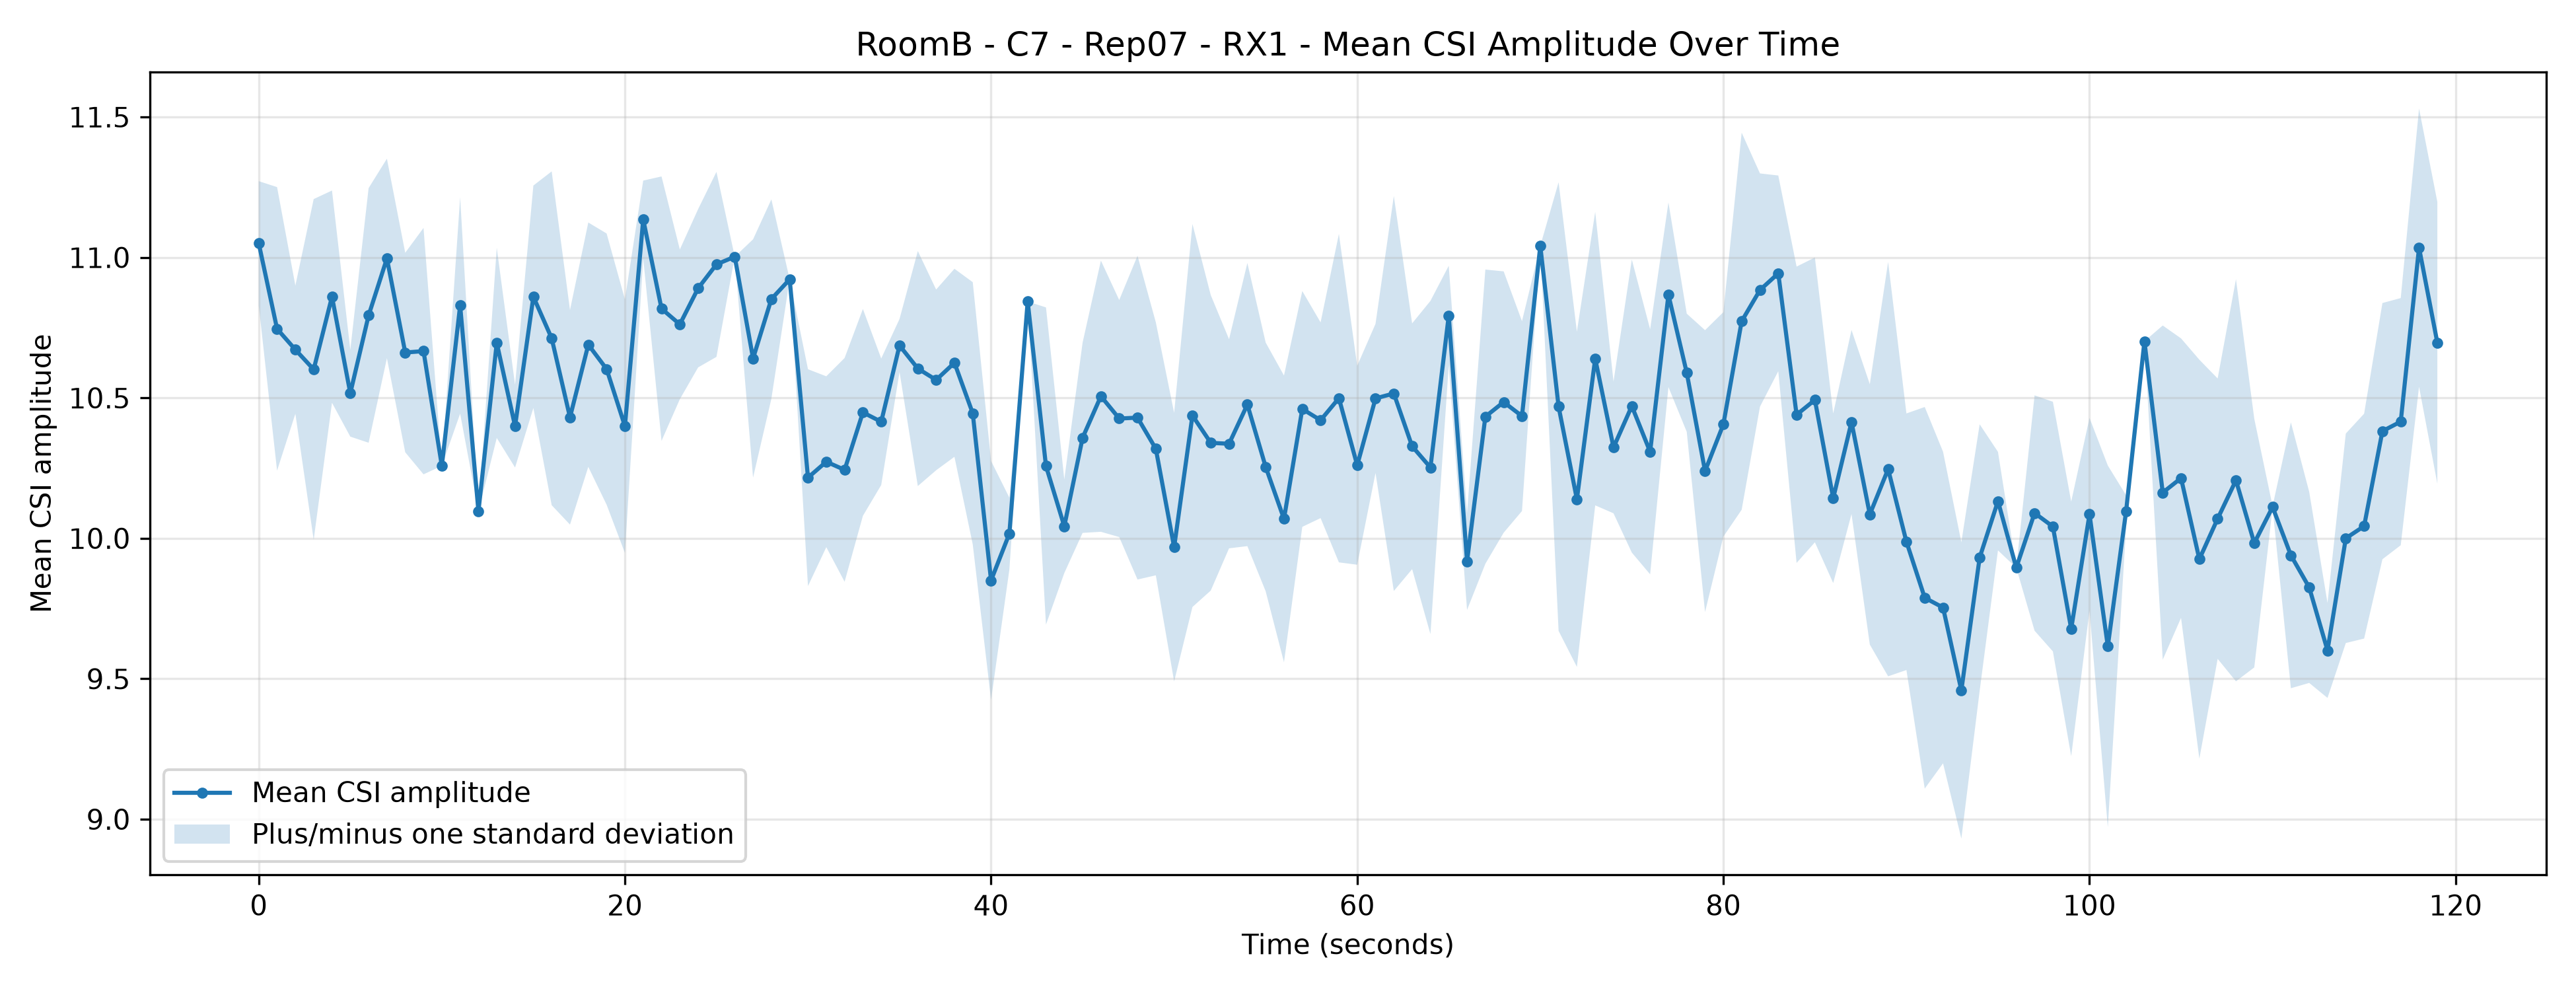 RoomB - C7 - Rep07 - RX1 - Mean CSI Amplitude Over Time
Mean CSI amplitude
11.5
11.0
10.5
10.0
9.5
9.0
Mean CSI amplitude
Plus/minus one standard deviation
0 20 40 60 80 100 120
Time (seconds)